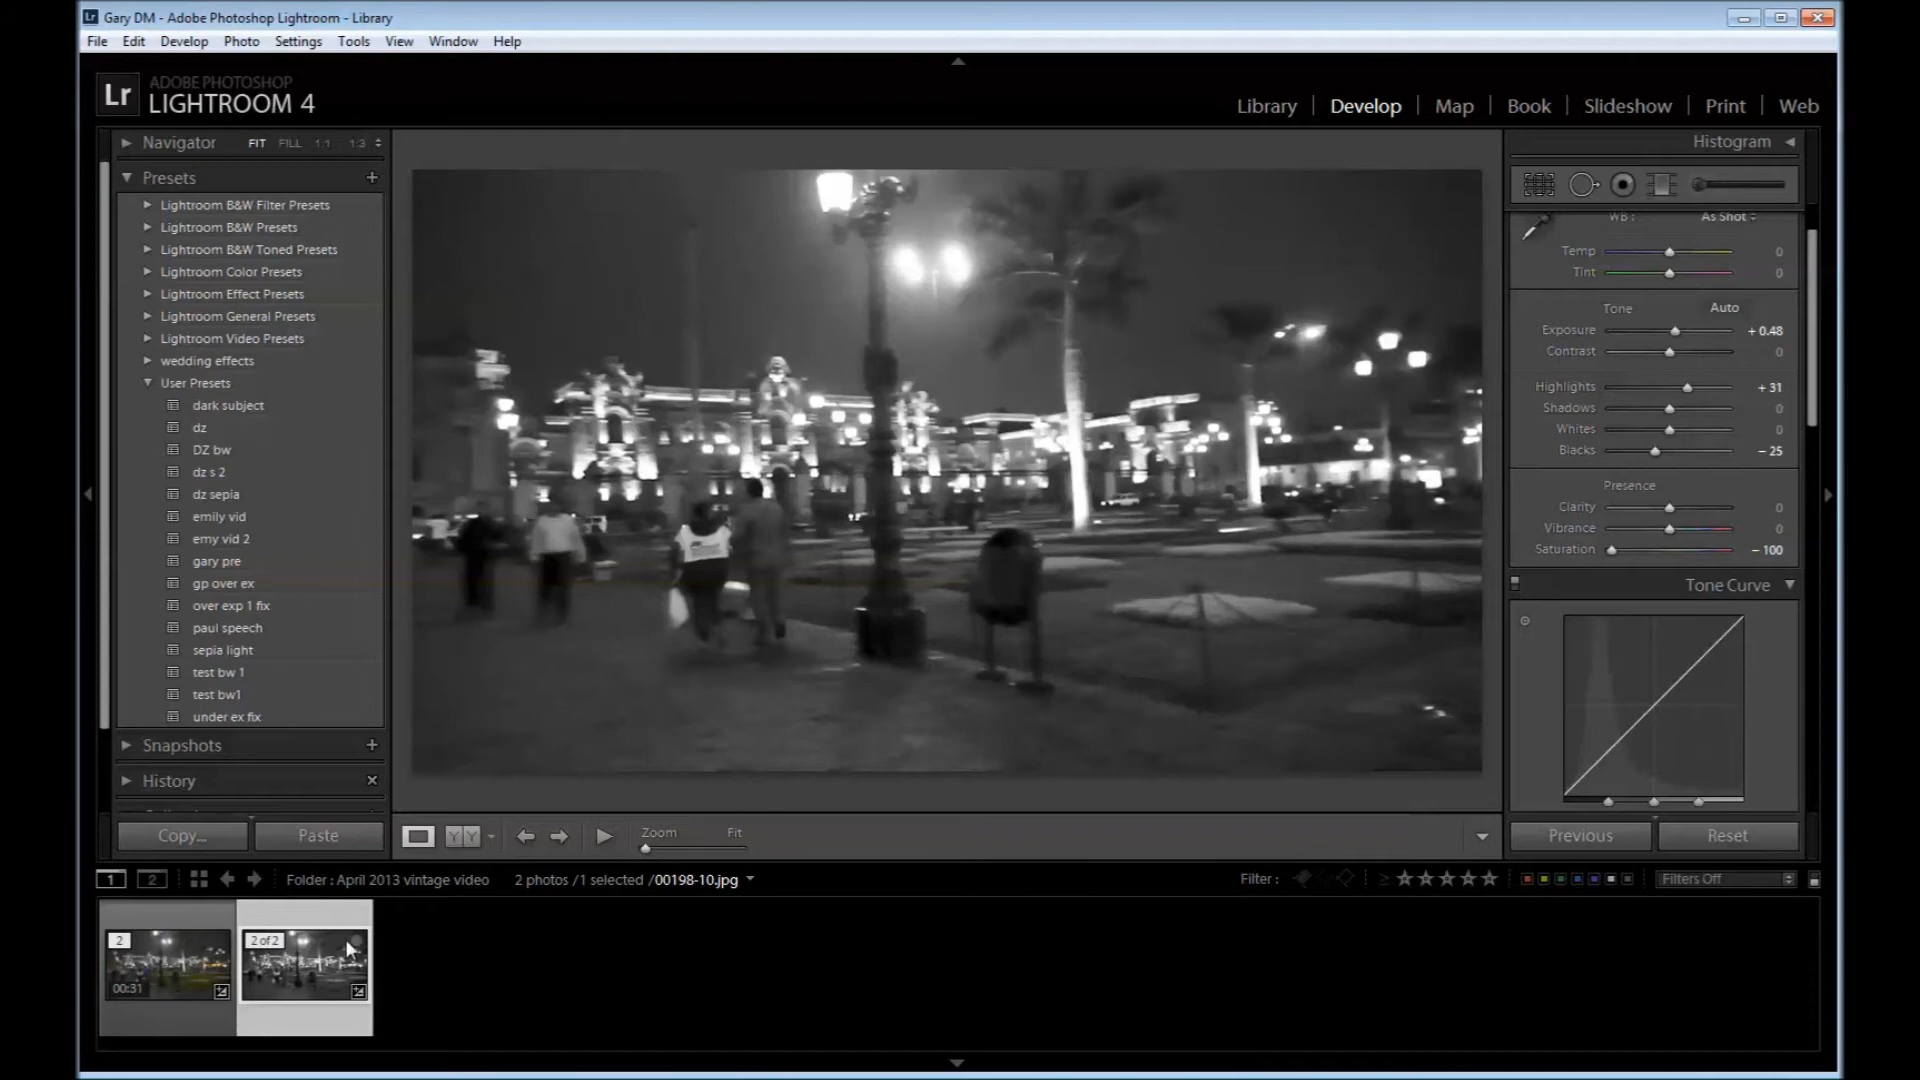 Lr Gary DM - Adobe Photoshop Lightroom - Library
File Edit Develop Photo Settings Tools View Window Help
Lr ADOBE PHOTOSHOP
LIGHTROOM 4
Library | Develop | Map | Book | Slideshow | Print | Web
Navigator FIT FILL 1:1 1:3
Presets +
Lightroom B&W Filter Presets
Lightroom B&W Presets
Lightroom B&W Toned Presets
Lightroom Color Presets
Lightroom Effect Presets
Lightroom General Presets
Lightroom Video Presets
wedding effects
User Presets
dark subject
dz
DZ bw
dz s 2
dz sepia
emily vid
emy vid 2
gary pre
gp over ex
over exp 1 fix
paul speech
sepia light
test bw 1
test bw1
under ex fix
Snapshots +
History
Copy... Paste
Histogram
WB: As Shot
Temp 0
Tint 0
Tone Auto
Exposure + 0.48
Contrast 0
Highlights + 31
Shadows 0
Whites 0
Blacks - 25
Presence
Clarity 0
Vibrance 0
Saturation - 100
Tone Curve
Previous Reset
YY Zoom Fit
1 2 Folder : April 2013 vintage video 2 photos /1 selected /00198-10.jpg Filter : Filters Off
2 00:31
2 of 2